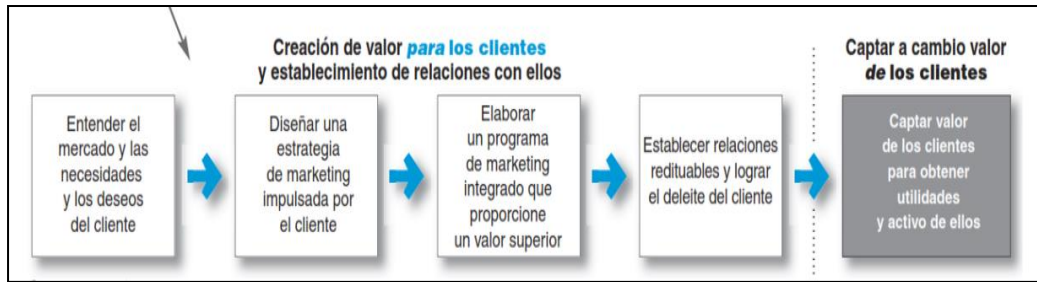 Creación de valor para los clientes
y establecimiento de relaciones con ellos
Captar a cambio valor
de los clientes
Entender el
mercado y las
necesidades
y los deseos
del cliente
Diseñar una
estrategia
de marketing
impulsada por
el cliente
Elaborar
un programa
de marketing
integrado que
proporcione
un valor superior
Establecer relaciones
redituables y lograr
el deleite del cliente
Captar valor
de los clientes
para obtener
utilidades
y activo de ellos